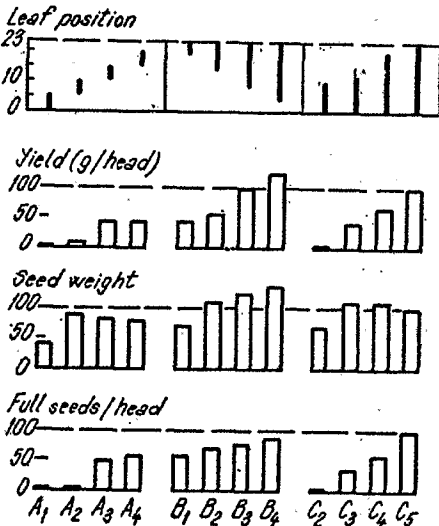 Leaf position
23
10
0
Yield (g/head)
100
50
0
Seed weight
100
50
0
Full seeds/head
100
50
0
A1 A2 A3 A4 B1 B2 B3 B4 C2 C3 C4 C5